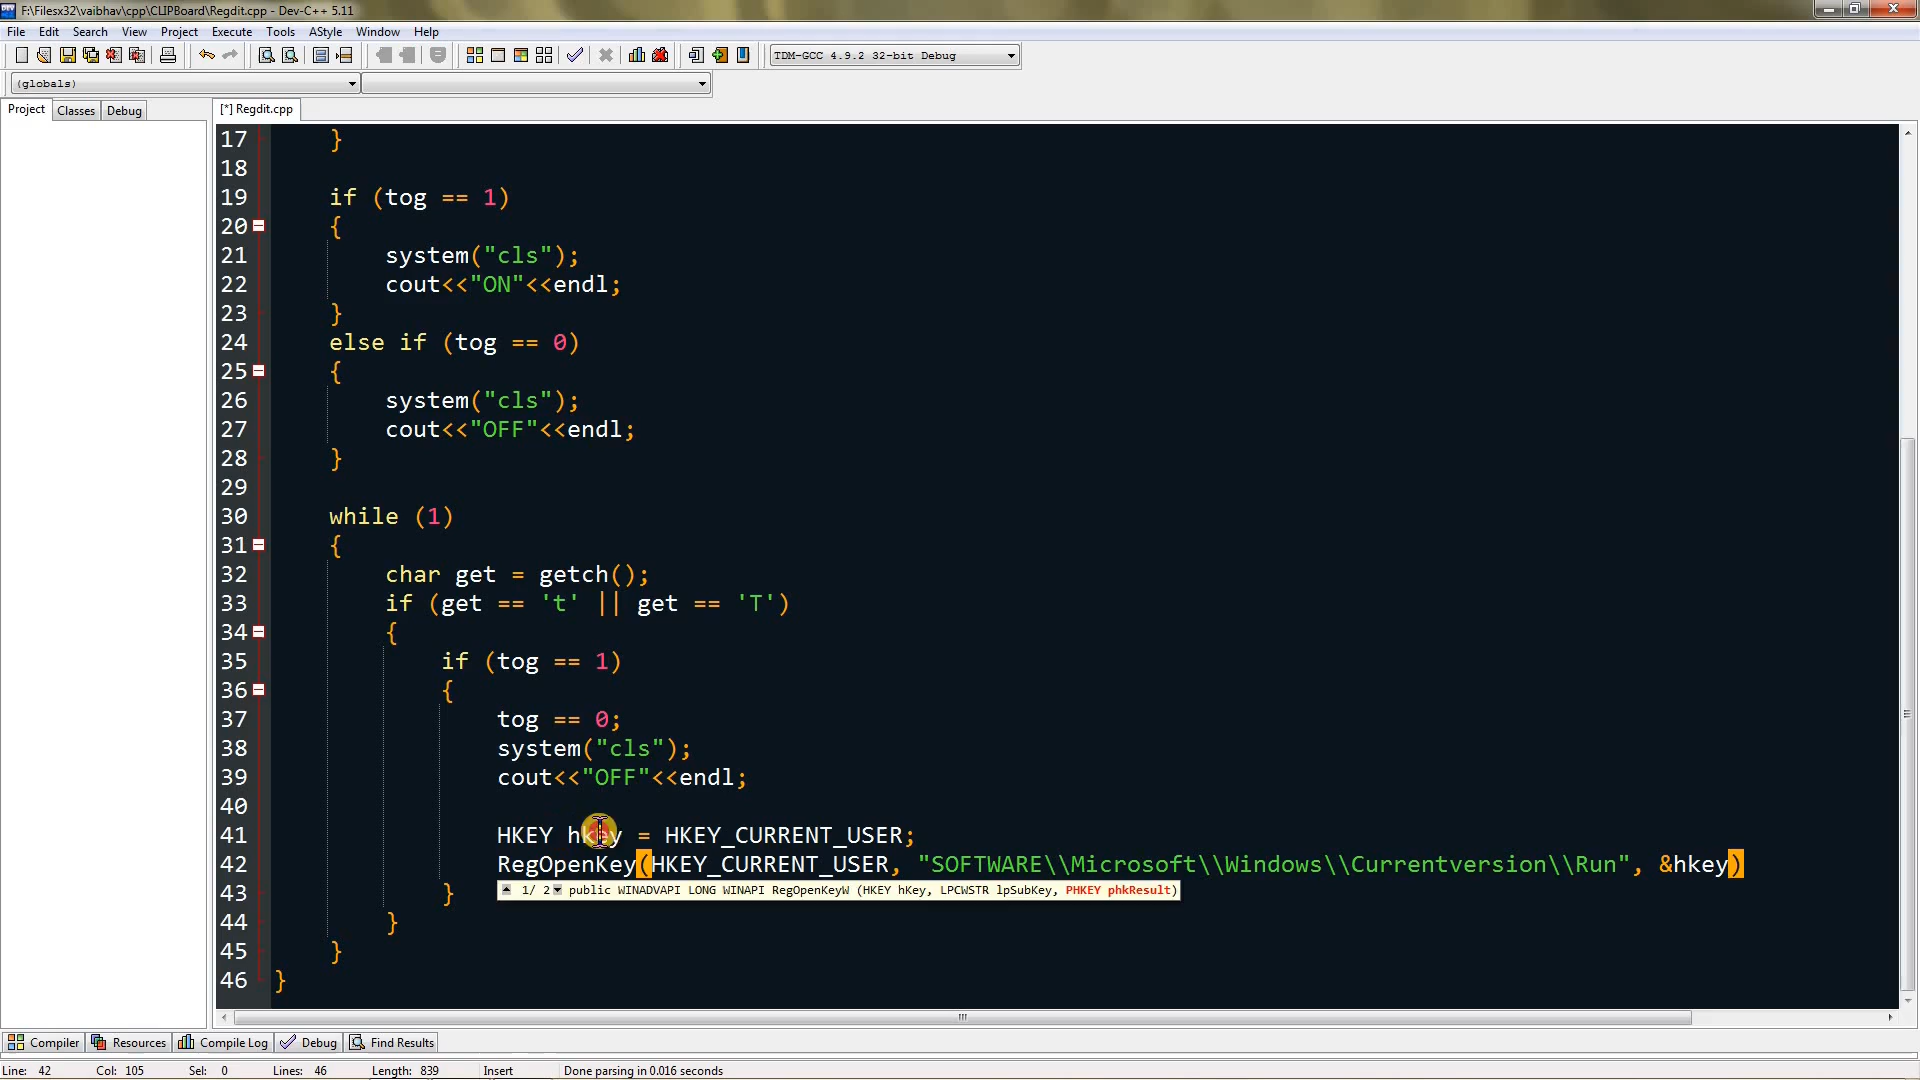 F:\Filesx32\vaibhav\cpp\CLIPBoard\Regdit.cpp - Dev-C++ 5.11
File Edit Search View Project Execute Tools AStyle Window Help
TDM-GCC 4.9.2 32-bit Debug
(globals)
Project Classes Debug
[*] Regdit.cpp
17 }
18
19 if (tog == 1)
20 {
21 system("cls");
22 cout<<"ON"<<endl;
23 }
24 else if (tog == 0)
25 {
26 system("cls");
27 cout<<"OFF"<<endl;
28 }
29
30 while (1)
31 {
32 char get = getch();
33 if (get == 't' || get == 'T')
34 {
35 if (tog == 1)
36 {
37 tog == 0;
38 system("cls");
39 cout<<"OFF"<<endl;
40
41 HKEY hkey = HKEY_CURRENT_USER;
42 RegOpenKey(HKEY_CURRENT_USER, "SOFTWARE\\Microsoft\\Windows\\Currentversion\\Run", &hkey)
1/ 2 public WINADVAPI LONG WINAPI RegOpenKeyW (HKEY hKey, LPCWSTR lpSubKey, PHKEY phkResult)
43 }
44 }
45 }
46 }
Compiler Resources Compile Log Debug Find Results
Line: 42 Col: 105 Sel: 0 Lines: 46 Length: 839 Insert Done parsing in 0.016 seconds